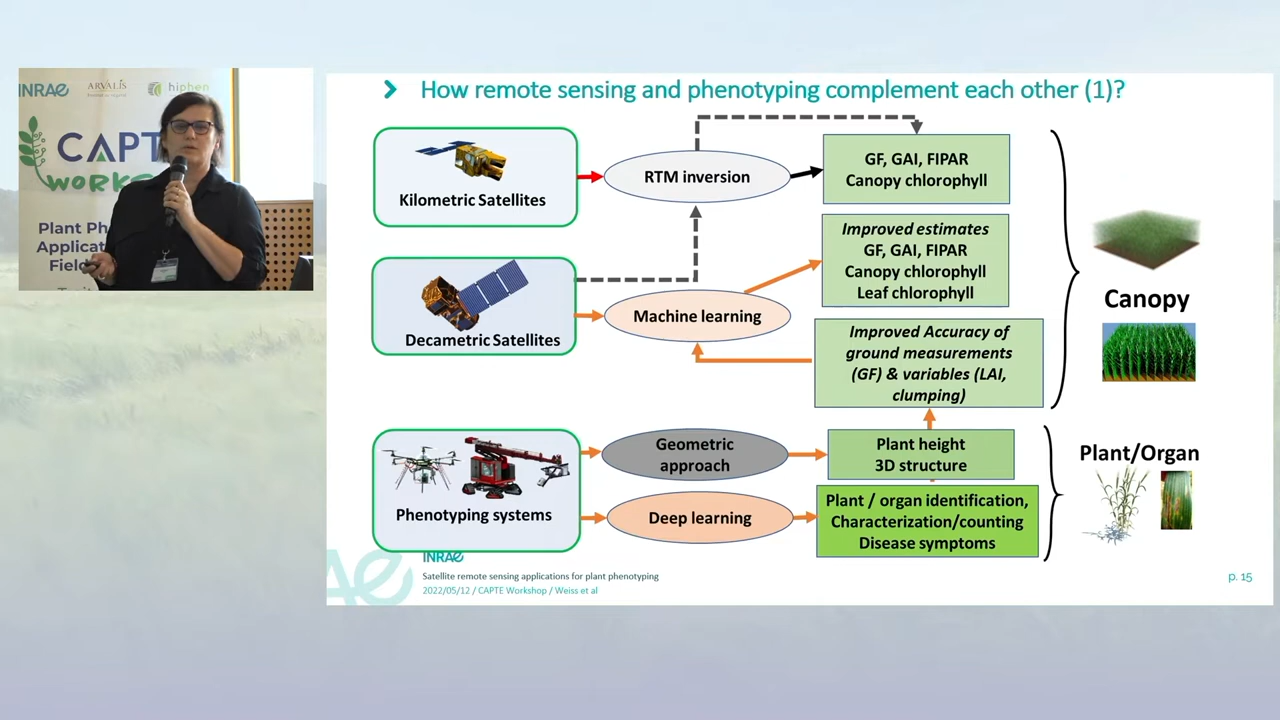 INRAE ARVALIS hiphen
CAPT
WORKS
Plant Ph
Applicat
Field
How remote sensing and phenotyping complement each other (1)?
Kilometric Satellites
RTM inversion
GF, GAI, FIPAR
Canopy chlorophyll
Improved estimates
GF, GAI, FIPAR
Canopy chlorophyll
Leaf chlorophyll
Decametric Satellites
Machine learning
Improved Accuracy of
ground measurements
(GF) & variables (LAI,
clumping)
Canopy
Phenotyping systems
Geometric
approach
Plant height
3D structure
Deep learning
Plant / organ identification,
Characterization/counting
Disease symptoms
Plant/Organ
INRAE
Satellite remote sensing applications for plant phenotyping
2022/05/12 / CAPTE Workshop / Weiss et al
p. 15